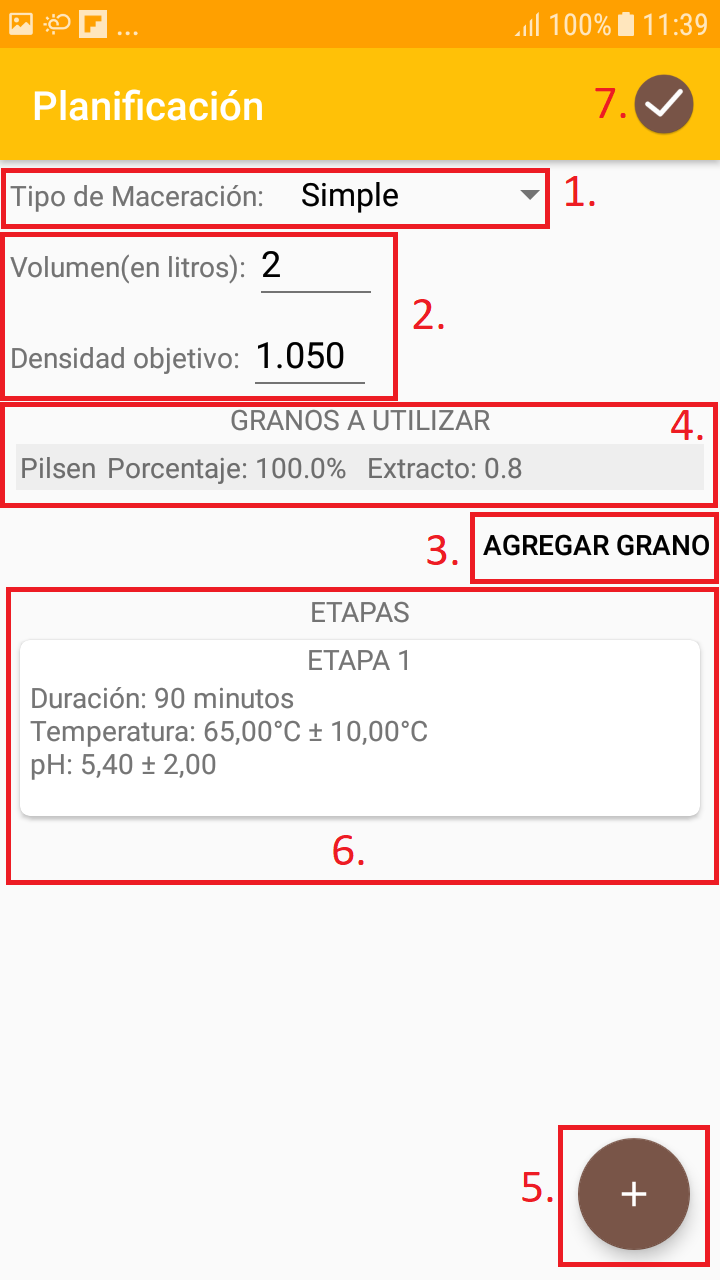 ... 100% 11:39
Planificación 7.
Tipo de Maceración: Simple 1.
Volumen(en litros): 2
2.
Densidad objetivo: 1.050
GRANOS A UTILIZAR 4.
Pilsen Porcentaje: 100.0% Extracto: 0.8
3. AGREGAR GRANO
ETAPAS
ETAPA 1
Duración: 90 minutos
Temperatura: 65,00°C ± 10,00°C
pH: 5,40 ± 2,00
6.
5. +